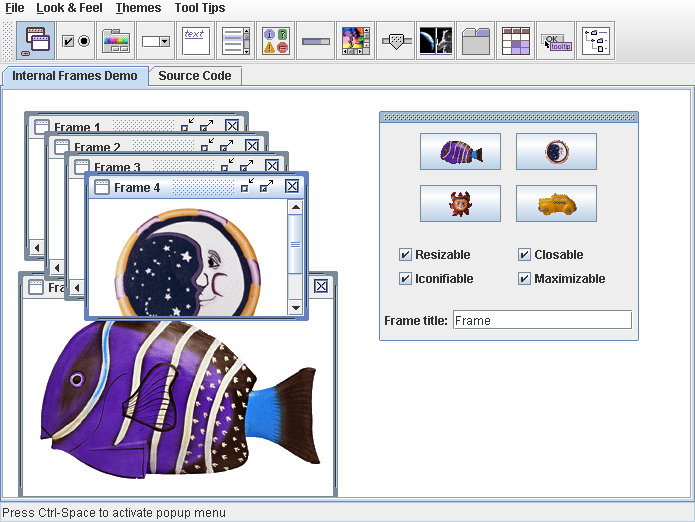 File Look & Feel Themes Tool Tips
text
OK
tooltip
Internal Frames Demo Source Code
Frame 1
Frame 2
Frame 3
Frame 4
Fra
Resizable Closable
Iconifiable Maximizable
Frame title: Frame
Press Ctrl-Space to activate popup menu